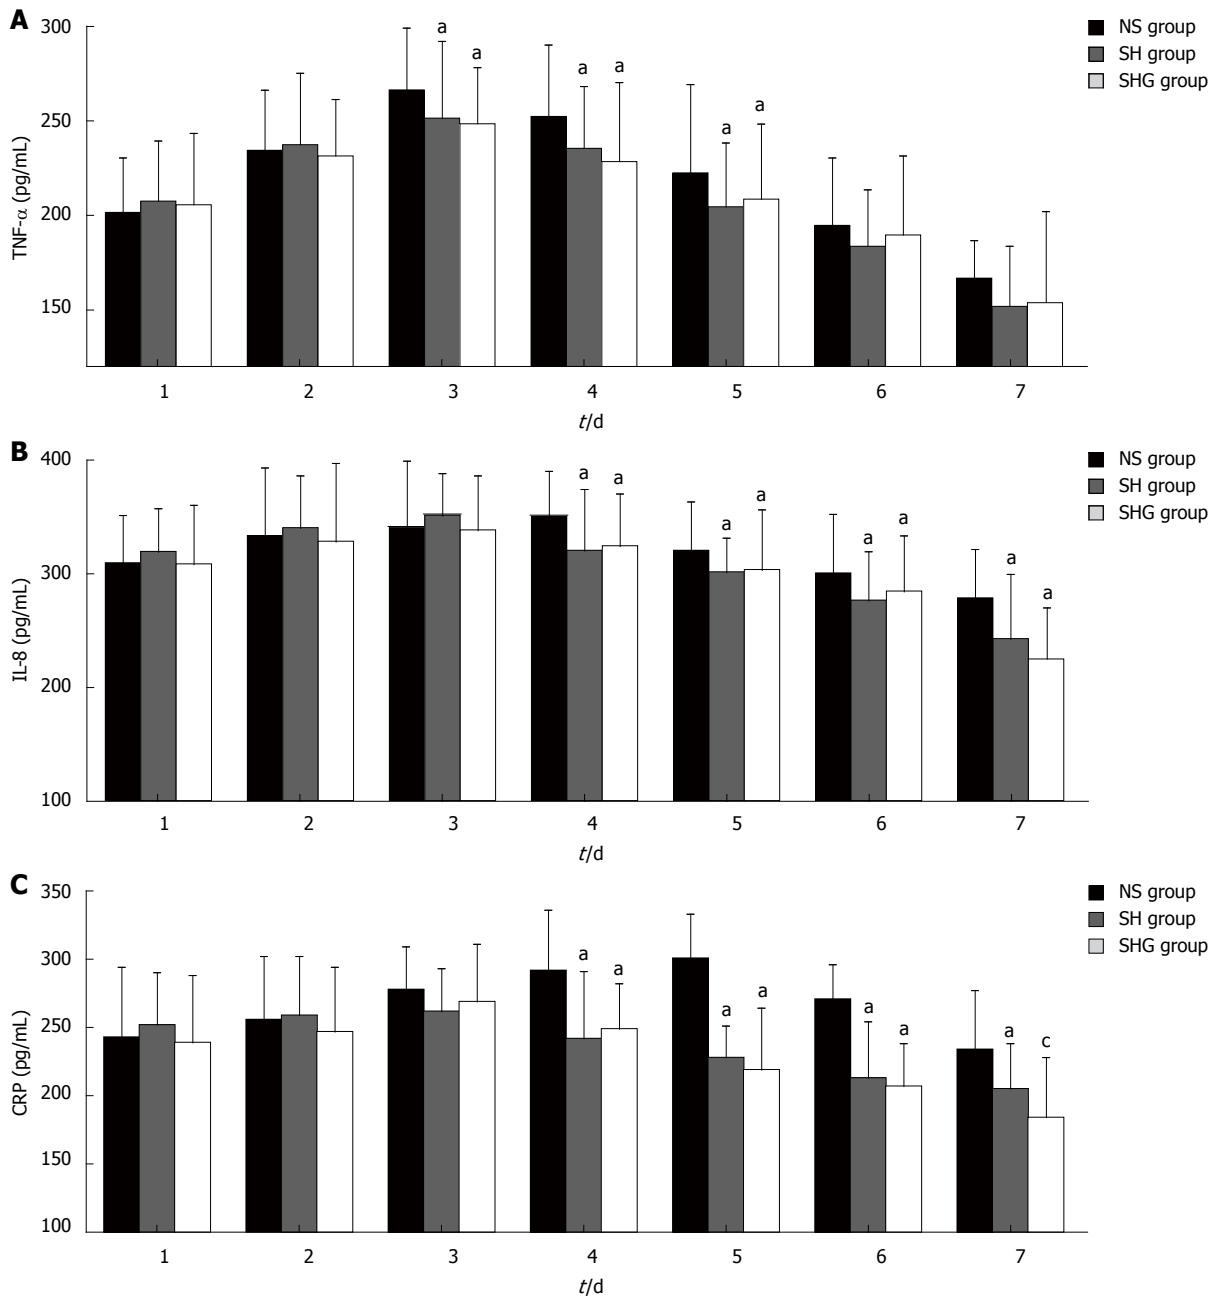 A
NS group
SH group
SHG group
TNF-α (pg/mL)
300
250
200
150
a a a a a a
1 2 3 4 5 6 7
t/d
B
NS group
SH group
SHG group
IL-8 (pg/mL)
400
300
200
100
a a a a a a a a
1 2 3 4 5 6 7
t/d
C
NS group
SH group
SHG group
CRP (pg/mL)
350
300
250
200
150
100
a a a a a a a c
1 2 3 4 5 6 7
t/d